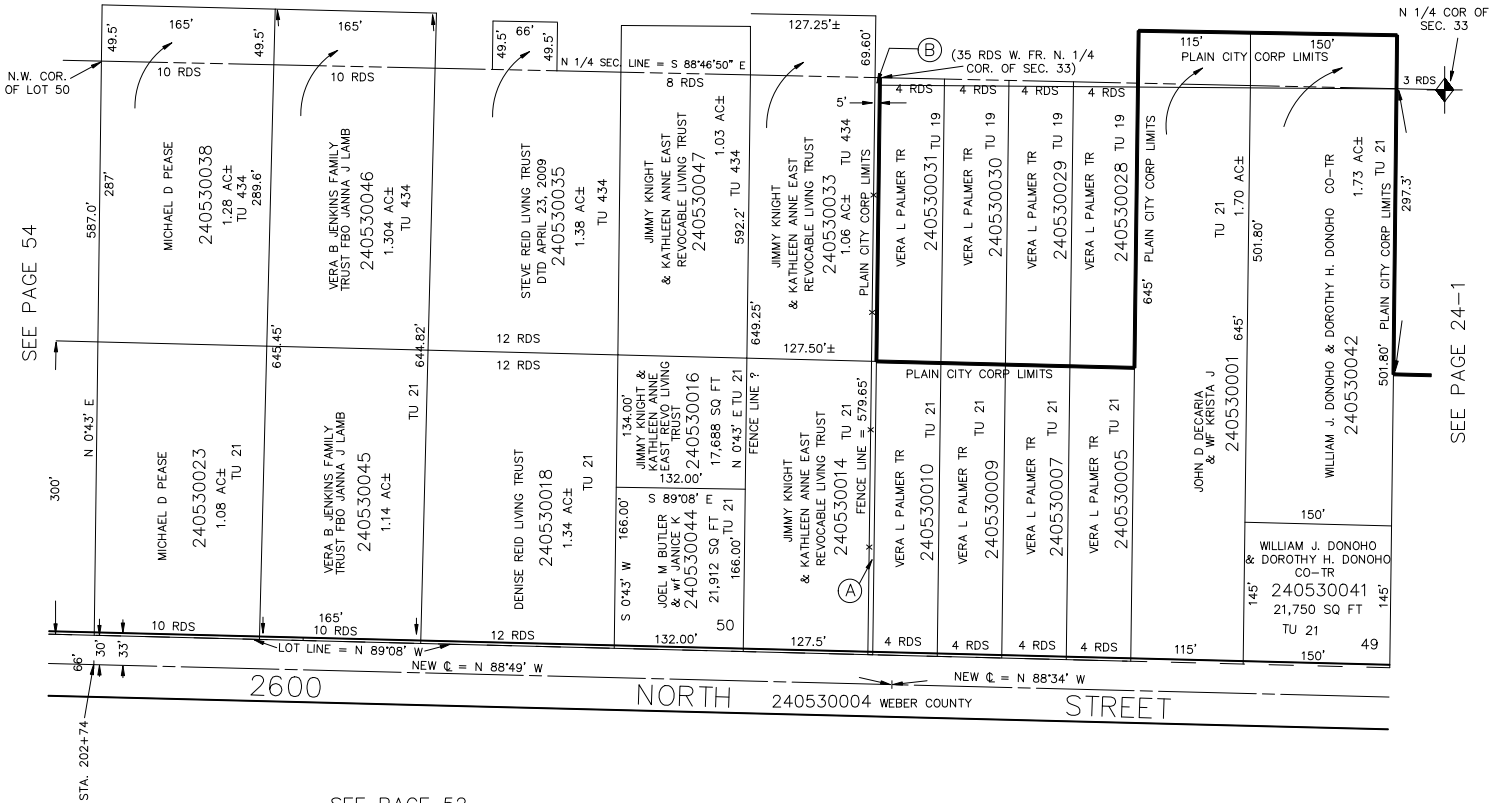 49.5'
165'
49.5'
165'
49.5'
66'
49.5'
127.25'±
69.60'
B
(35 RDS W. FR. N. 1/4
COR. OF SEC. 33)
115'
150'
PLAIN CITY CORP LIMITS
N 1/4 COR OF
SEC. 33
3 RDS
N.W. COR.
OF LOT 50
10 RDS
10 RDS
N 1/4 SEC. LINE = S 88°46'50" E
8 RDS
5'
4 RDS
4 RDS
4 RDS
4 RDS
SEE PAGE 54
587.0'
287'
MICHAEL D PEASE
240530038
1.28 AC±
TU 434
289.6'
VERA B JENKINS FAMILY
TRUST FBO JANNA J LAMB
240530046
1.304 AC±
TU 434
STEVE REID LIVING TRUST
DTD APRIL 23, 2009
240530035
1.38 AC±
TU 434
JIMMY KNIGHT
& KATHLEEN ANNE EAST
REVOCABLE LIVING TRUST
240530047
1.03 AC±
592.2' TU 434
JIMMY KNIGHT
& KATHLEEN ANNE EAST
REVOCABLE LIVING TRUST
240530033
1.06 AC± TU 434
PLAIN CITY CORP LIMITS
VERA L PALMER TR
240530031 TU 19
VERA L PALMER TR
240530030 TU 19
VERA L PALMER TR
240530029 TU 19
VERA L PALMER TR
240530028 TU 19
PLAIN CITY CORP LIMITS
645'
JOHN D DECARIA
& WF KRISTA J
240530001
TU 21
1.70 AC±
645'
501.80'
WILLIAM J. DONOHO & DOROTHY H. DONOHO CO-TR
240530042
1.73 AC±
TU 21
501.80' PLAIN CITY CORP LIMITS
297.3'
SEE PAGE 24-1
645.45'
644.82'
12 RDS
12 RDS
649.25'
127.50'±
PLAIN CITY CORP LIMITS
300'
N 0°43' E
MICHAEL D PEASE
240530023
1.08 AC±
TU 21
VERA B JENKINS FAMILY
TRUST FBO JANNA J LAMB
240530045
1.14 AC±
TU 21
DENISE REID LIVING TRUST
240530018
1.34 AC±
TU 21
134.00'
JIMMY KNIGHT &
KATHLEEN ANNE
EAST REVO LIVING
TRUST
240530016
17,688 SQ FT
N 0°43' E TU 21
FENCE LINE ?
132.00'
S 89°08' E
S 0°43' W 166.00'
JOEL M BUTLER
& wf JANICE K
240530044
21,912 SQ FT
166.00' TU 21
50
JIMMY KNIGHT
& KATHLEEN ANNE EAST
REVOCABLE LIVING TRUST
240530014 TU 21
FENCE LINE = 579.65'
A
VERA L PALMER TR
240530010 TU 21
VERA L PALMER TR
240530009 TU 21
VERA L PALMER TR
240530007 TU 21
VERA L PALMER TR
240530005 TU 21
150'
WILLIAM J. DONOHO
& DOROTHY H. DONOHO
CO-TR
240530041
21,750 SQ FT
TU 21
145'
145'
49
10 RDS
165'
10 RDS
12 RDS
132.00'
127.5'
4 RDS
4 RDS
4 RDS
4 RDS
115'
150'
LOT LINE = N 89°08' W
66'
30'
33'
NEW ℄ = N 88°49' W
NEW ℄ = N 88°34' W
2600 NORTH 240530004 WEBER COUNTY STREET
STA. 202+74
SEE PAGE 52